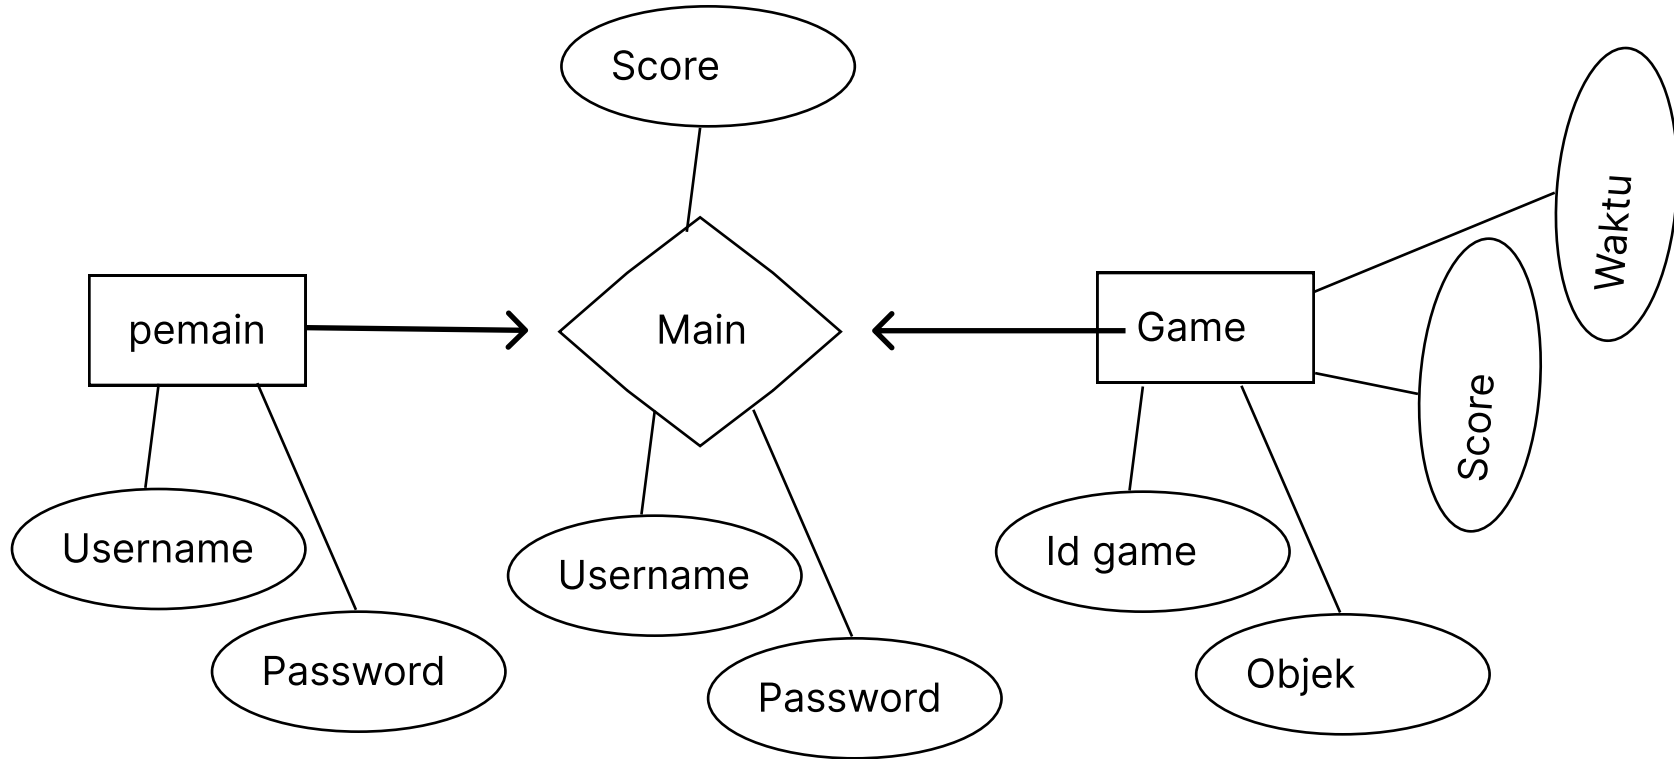 Score
Waktu
pemain
Main
Game
Score
Username
Username
Id game
Password
Password
Objek